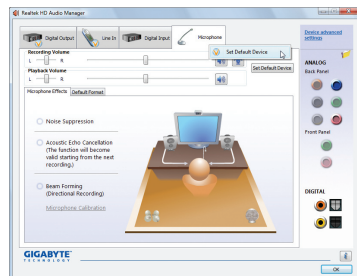 Realtek HD Audio Manager
Digital Output
Line In
Digital Input
Microphone
Device advanced
settings
Set Default Device
Recording Volume
L
R
Set Default Device
Playback Volume
L
R
Microphone Effects
Default Format
Noise Suppression
Acoustic Echo Cancellation
(The function will become
valid starting from the next
recording.)
Beam Forming
(Directional Recording)
Microphone Calibration
ANALOG
Back Panel
Front Panel
DIGITAL
GIGABYTE
TECHNOLOGY
OK